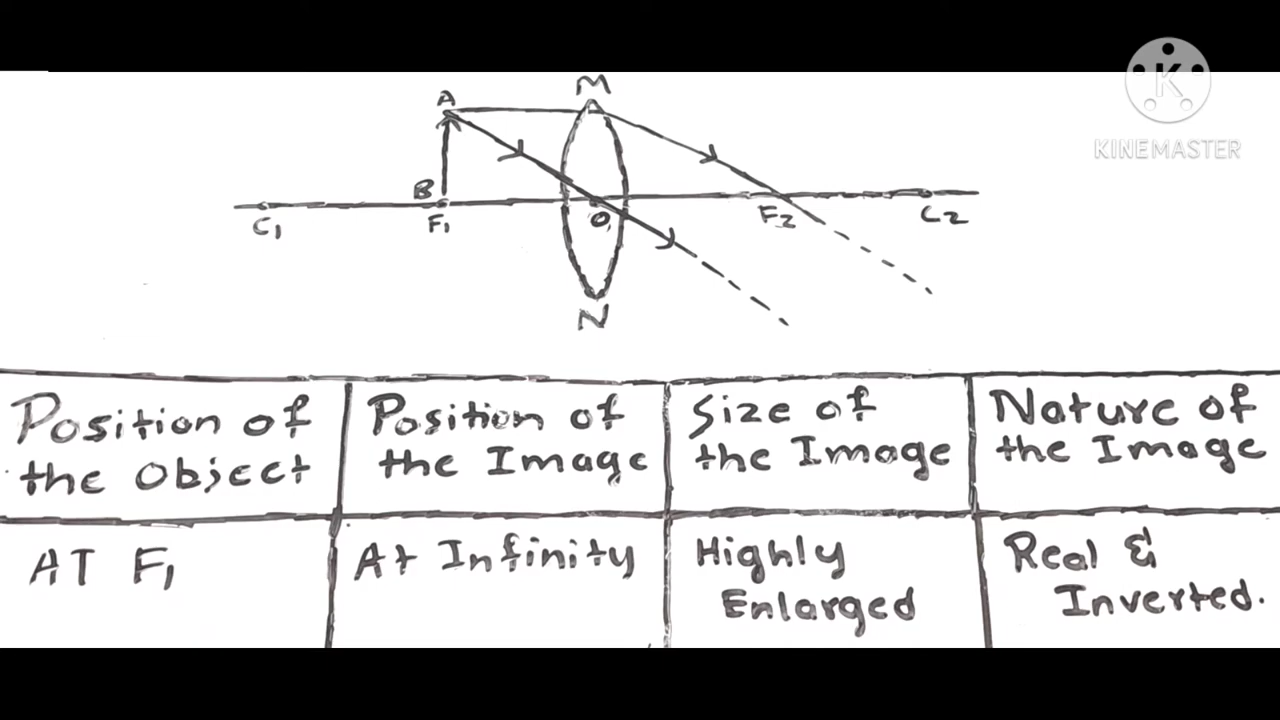 M
A
B
C₁
F₁
O
F₂
C₂
N
K
KINEMASTER
Position of
the Object
Position of
the Image
Size of
the Image
Nature of
the Image
AT F₁
At Infinity
Highly
Enlarged
Real &
Inverted.